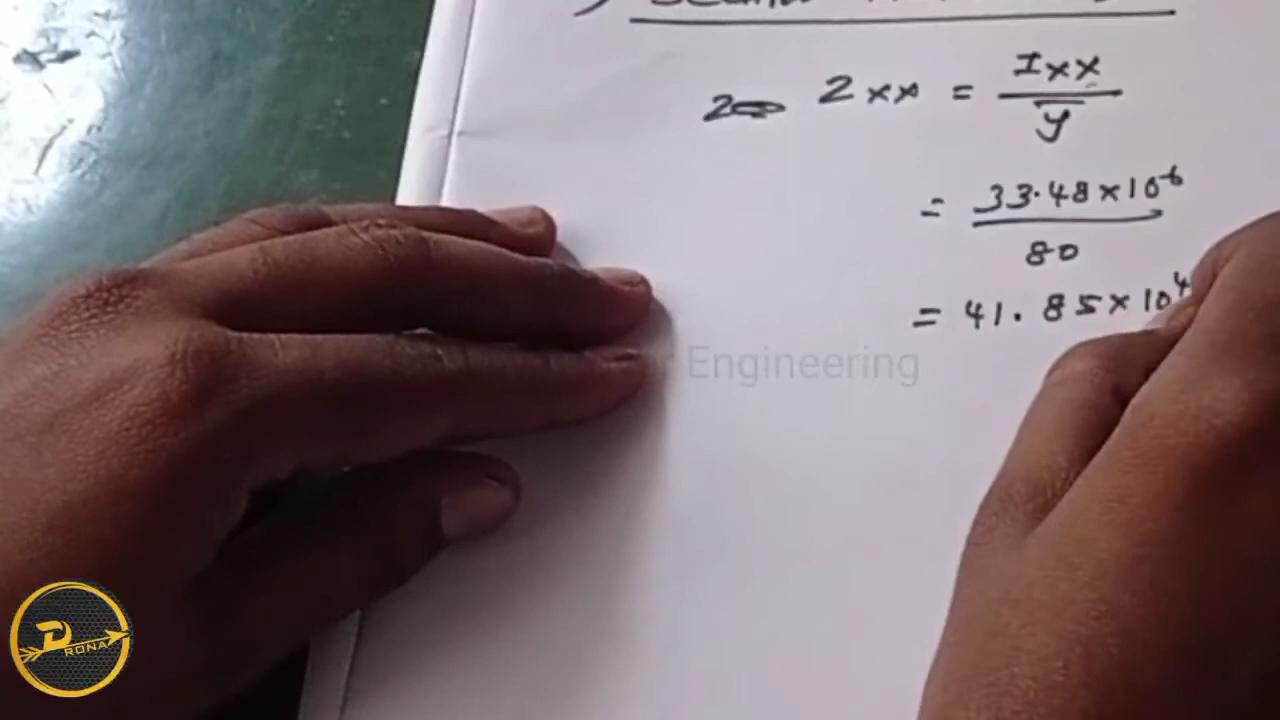 Zxx = Ixx / y̅
= 33.48×10-6 / 80
= 41.85×10⁴
Engineering
D
RONA